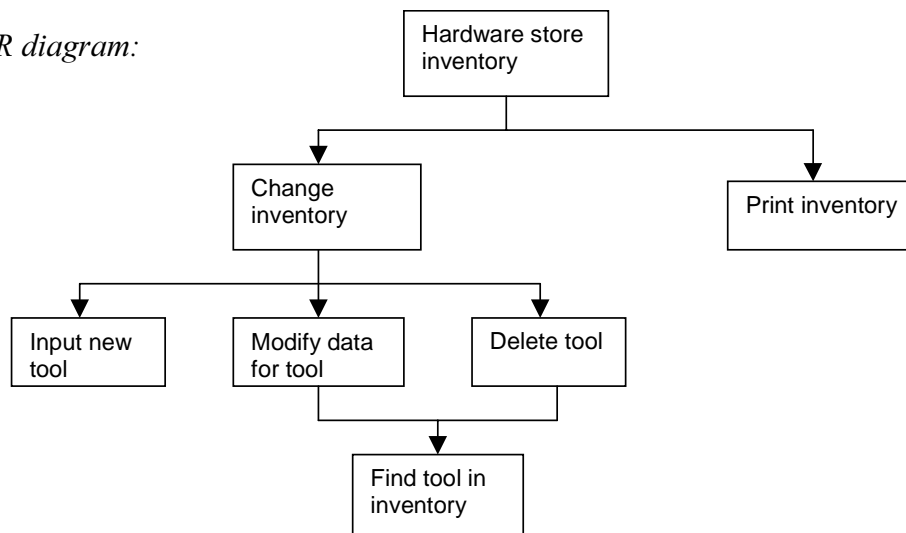 R diagram:
Hardware store
inventory
Change
inventory
Print inventory
Input new
tool
Modify data
for tool
Delete tool
Find tool in
inventory